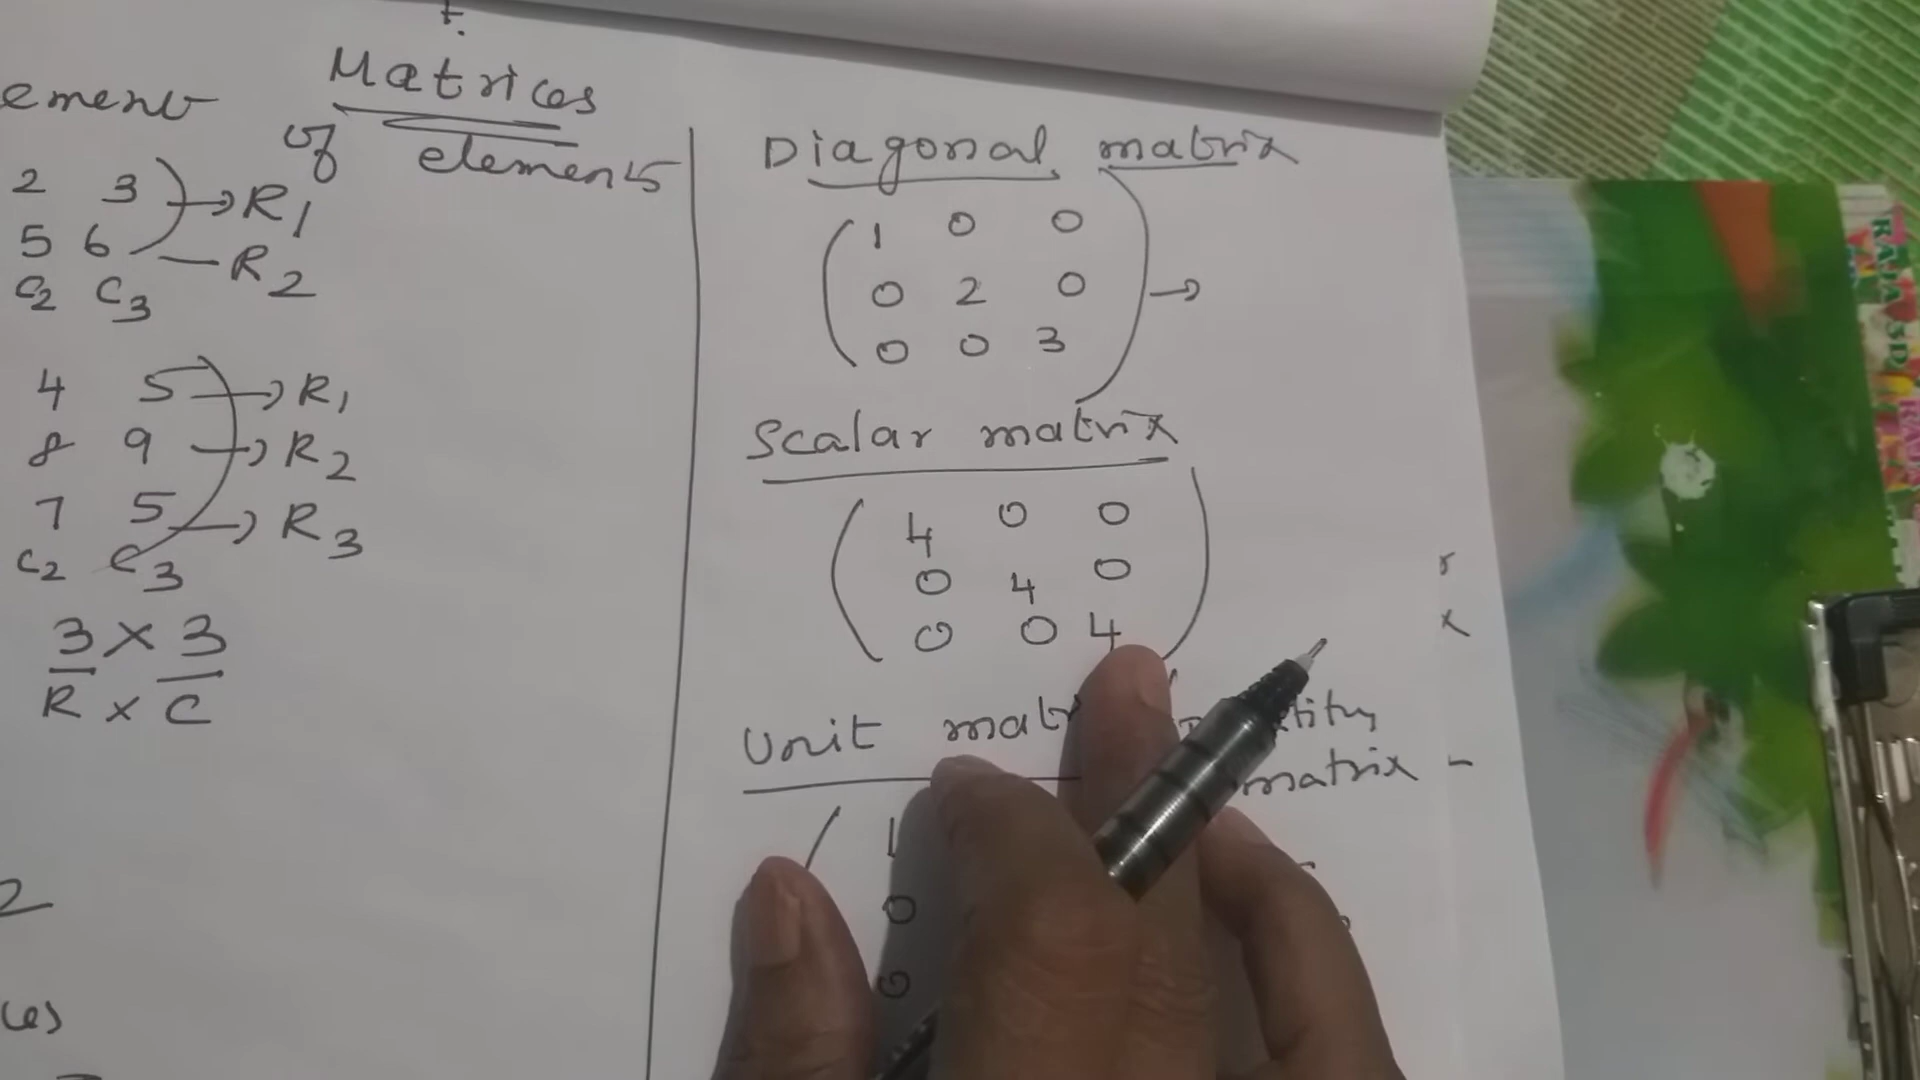 Matrices
of elements
2 3 → R1
5 6 — R2
C2 C3
4 5 → R1
8 9 → R2
7 5 → R3
C2 C3
3 x 3
R x C
2
Diagonal matrix
1 0 0
0 2 0 →
0 0 3
Scalar matrix
4 0 0
0 4 0
0 0 4
Unit
matrix -
1
0
0